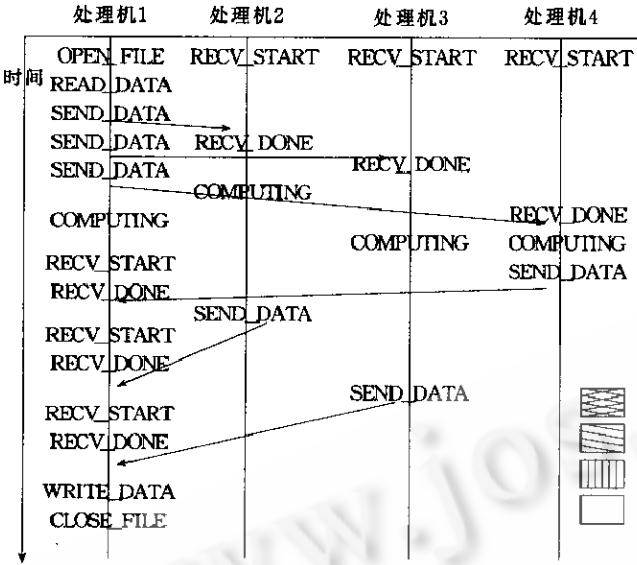 处理机1 处理机2 处理机3 处理机4
时间
OPEN_FILE RECV_START RECV_START RECV_START
READ_DATA
SEND_DATA
SEND_DATA RECV_DONE
SEND_DATA RECV_DONE
COMPUTING
COMPUTING RECV_DONE
COMPUTING COMPUTING
RECV_START SEND_DATA
RECV_DONE
SEND_DATA
RECV_START
RECV_DONE
SEND_DATA
RECV_START
RECV_DONE
WRITE_DATA
CLOSE_FILE